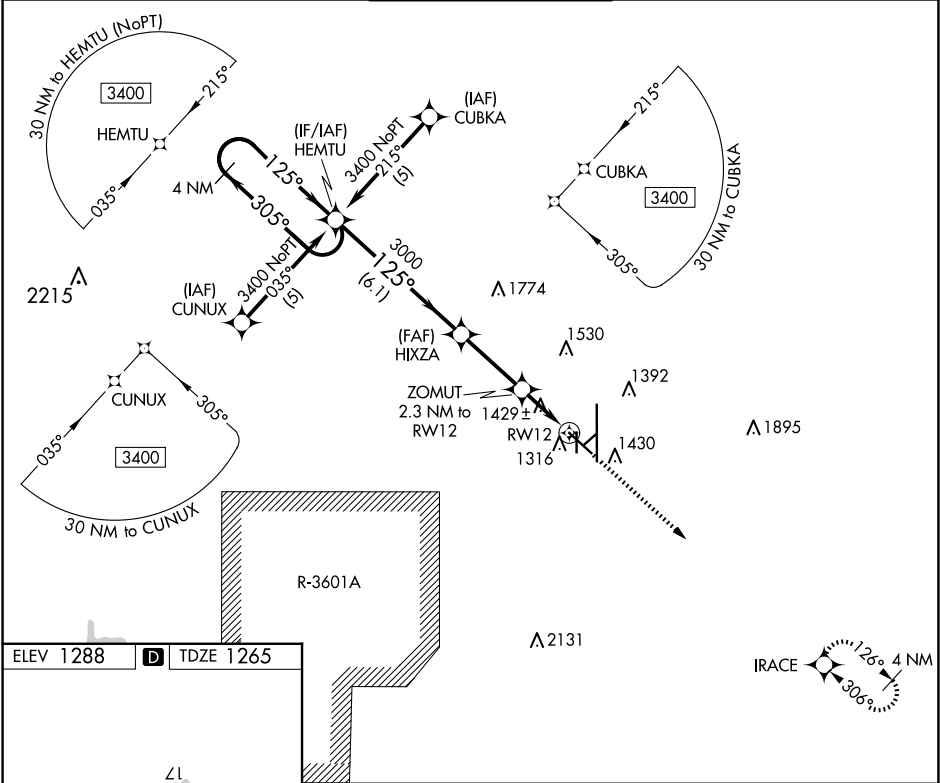 30 NM to HEMTU (NoPT)
3400
215°
HEMTU
035°
(IAF)
CUBKA
(IF/IAF)
HEMTU
3400 NoPT
215°
(5)
125°
4 NM
305°
3400 NoPT
035°
(5)
(IAF)
CUNUX
3000
125°
(6.1)
215°
CUBKA
3400
305°
30 NM to CUBKA
2215
1774
(FAF)
HIXZA
1530
ZOMUT
2.3 NM to
RW12
1429±
1392
RW12
1316
1430
1895
CUNUX
305°
035°
3400
30 NM to CUNUX
R-3601A
2131
ELEV 1288
D
TDZE 1265
IRACE
126°
4 NM
306°
17